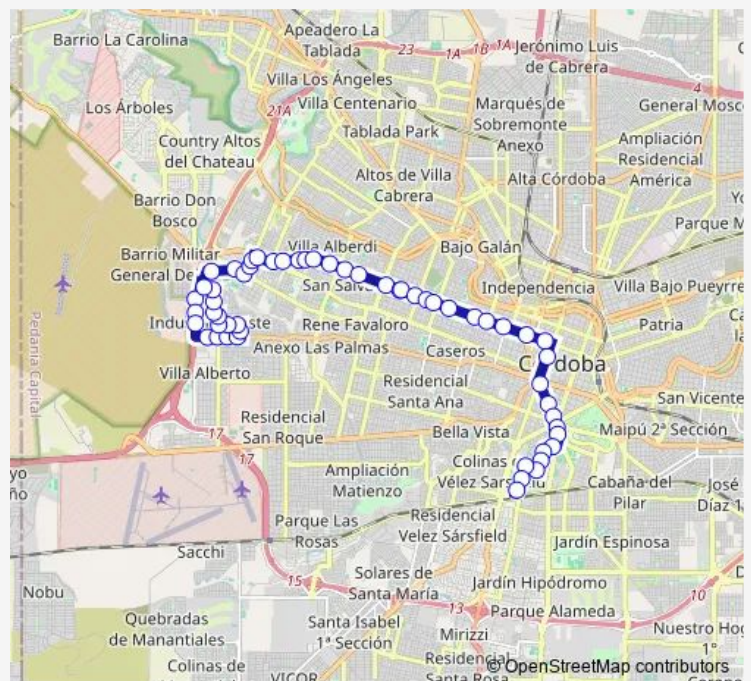 Apeadero La
Tablada
Barrio La Carolina
23
1A
1B
1A
Jerónimo Luis
de Cabrera
Villa Los Ángeles
4
Los Árboles
21A
Villa Centenario
Marqués de
Sobremonte
Anexo
General Mosc
Tablada Park
Country Altos
del Chateau
Ampliación
Residencial
América
Altos de Villa
Cabrera
Alta Córdoba
Barrio Don
Bosco
Parque M
Barrio Militar
General De
Villa Alberdi
Bajo Galán
San Salv
Independencia
Villa Bajo Pueyrre
Pedanía Capital
Indu
ste
Rene Favaloro
Patria
Anexo Las Palmas
Caseros
Villa Alberto
Residencial
Santa Ana
San Vicente
Residencial
San Roque
17
Bella Vista
Maipú 2ª Sección
17
Colinas
Vélez Sars
Ampliación
Matienzo
Cabaña del
Pilar
José
Díaz 1
Parque Las
Rosas
Residencial
Velez Sársfield
Jardín Espinosa
Sacchi
15
Solares de
Santa María
Jardín Hipódromo
Nobu
13
Parque Alameda
10
Quebradas
de Manantiales
Santa Isabel
1ª Sección
Mirizzi
Nuestro Hog
1°
Colinas de
Residencial
Santa Rosa
VICOR
© OpenStreetMap contributors